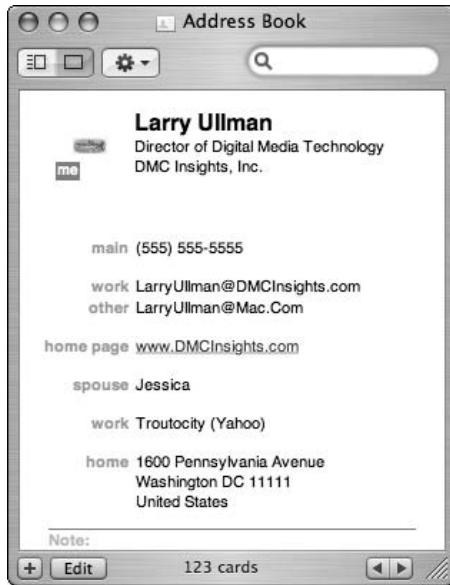 Address Book
Larry Ullman
Director of Digital Media Technology
me
DMC Insights, Inc.
main (555) 555-5555
work LarryUllman@DMCInsights.com
other LarryUllman@Mac.Com
home page www.DMCInsights.com
spouse Jessica
work Troutocity (Yahoo)
home 1600 Pennsylvania Avenue
Washington DC 11111
United States
Note:
+ Edit 123 cards